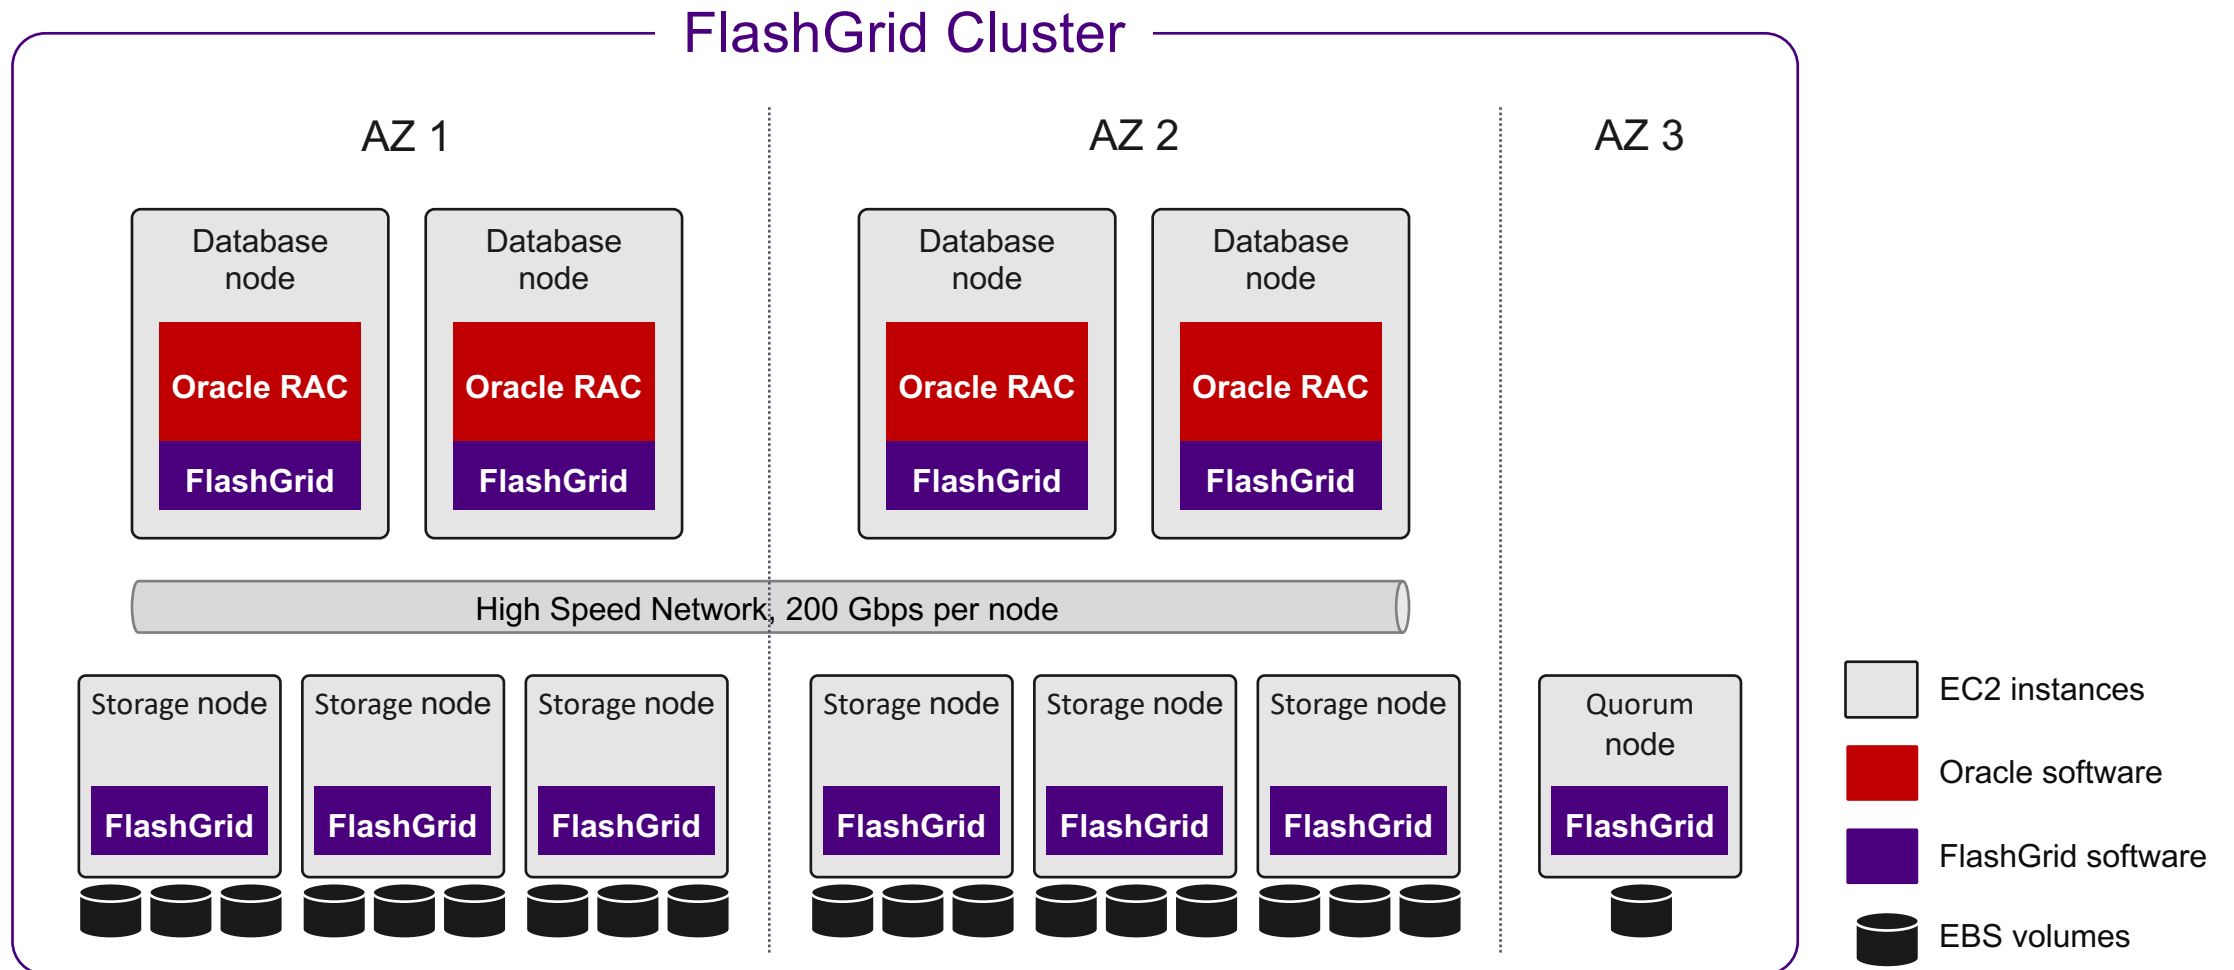 FlashGrid Cluster
AZ 1
AZ 2
AZ 3
Database
node
Oracle RAC
FlashGrid
Database
node
Oracle RAC
FlashGrid
Database
node
Oracle RAC
FlashGrid
Database
node
Oracle RAC
FlashGrid
High Speed Network, 200 Gbps per node
Storage node
FlashGrid
Storage node
FlashGrid
Storage node
FlashGrid
Storage node
FlashGrid
Storage node
FlashGrid
Storage node
FlashGrid
Quorum
node
FlashGrid
EC2 instances
Oracle software
FlashGrid software
EBS volumes